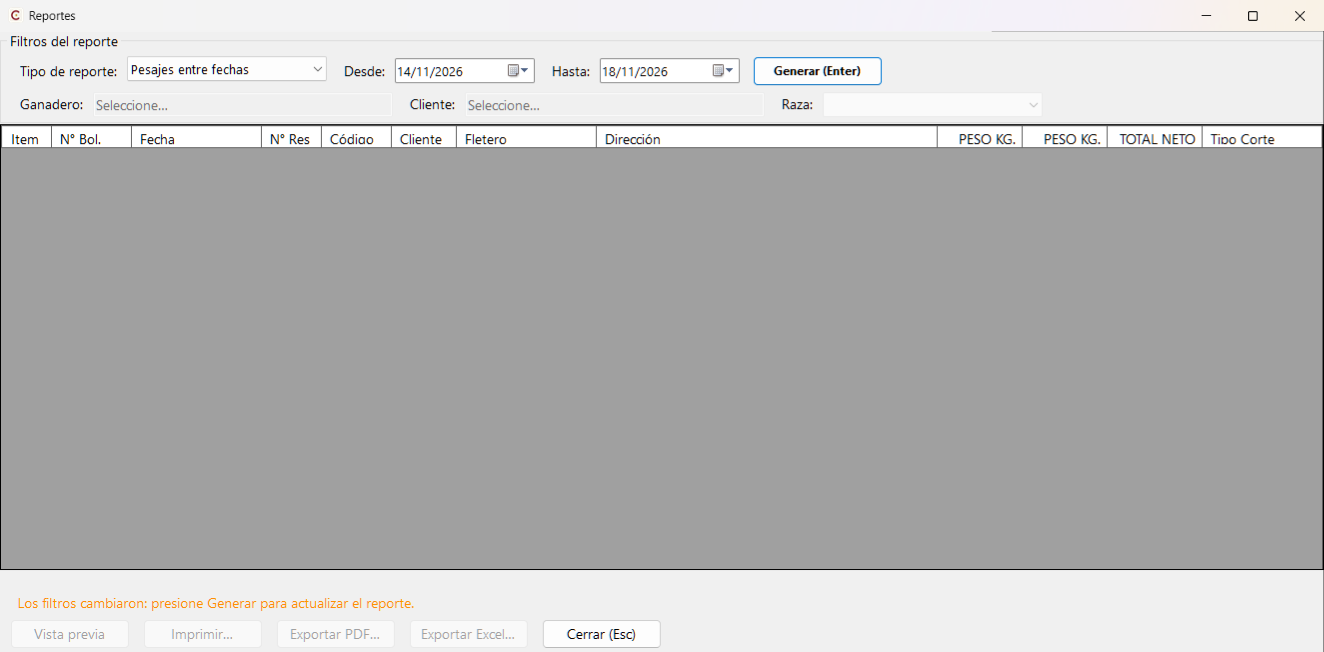 Reportes
Filtros del reporte
Tipo de reporte: Pesajes entre fechas Desde: 14/11/2026 Hasta: 18/11/2026 Generar (Enter)
Ganadero: Seleccione... Cliente: Seleccione... Raza:
Item N° Bol. Fecha N° Res Código Cliente Fletero Dirección PESO KG. PESO KG. TOTAL NETO Tipo Corte
Los filtros cambiaron: presione Generar para actualizar el reporte.
Vista previa Imprimir... Exportar PDF... Exportar Excel... Cerrar (Esc)